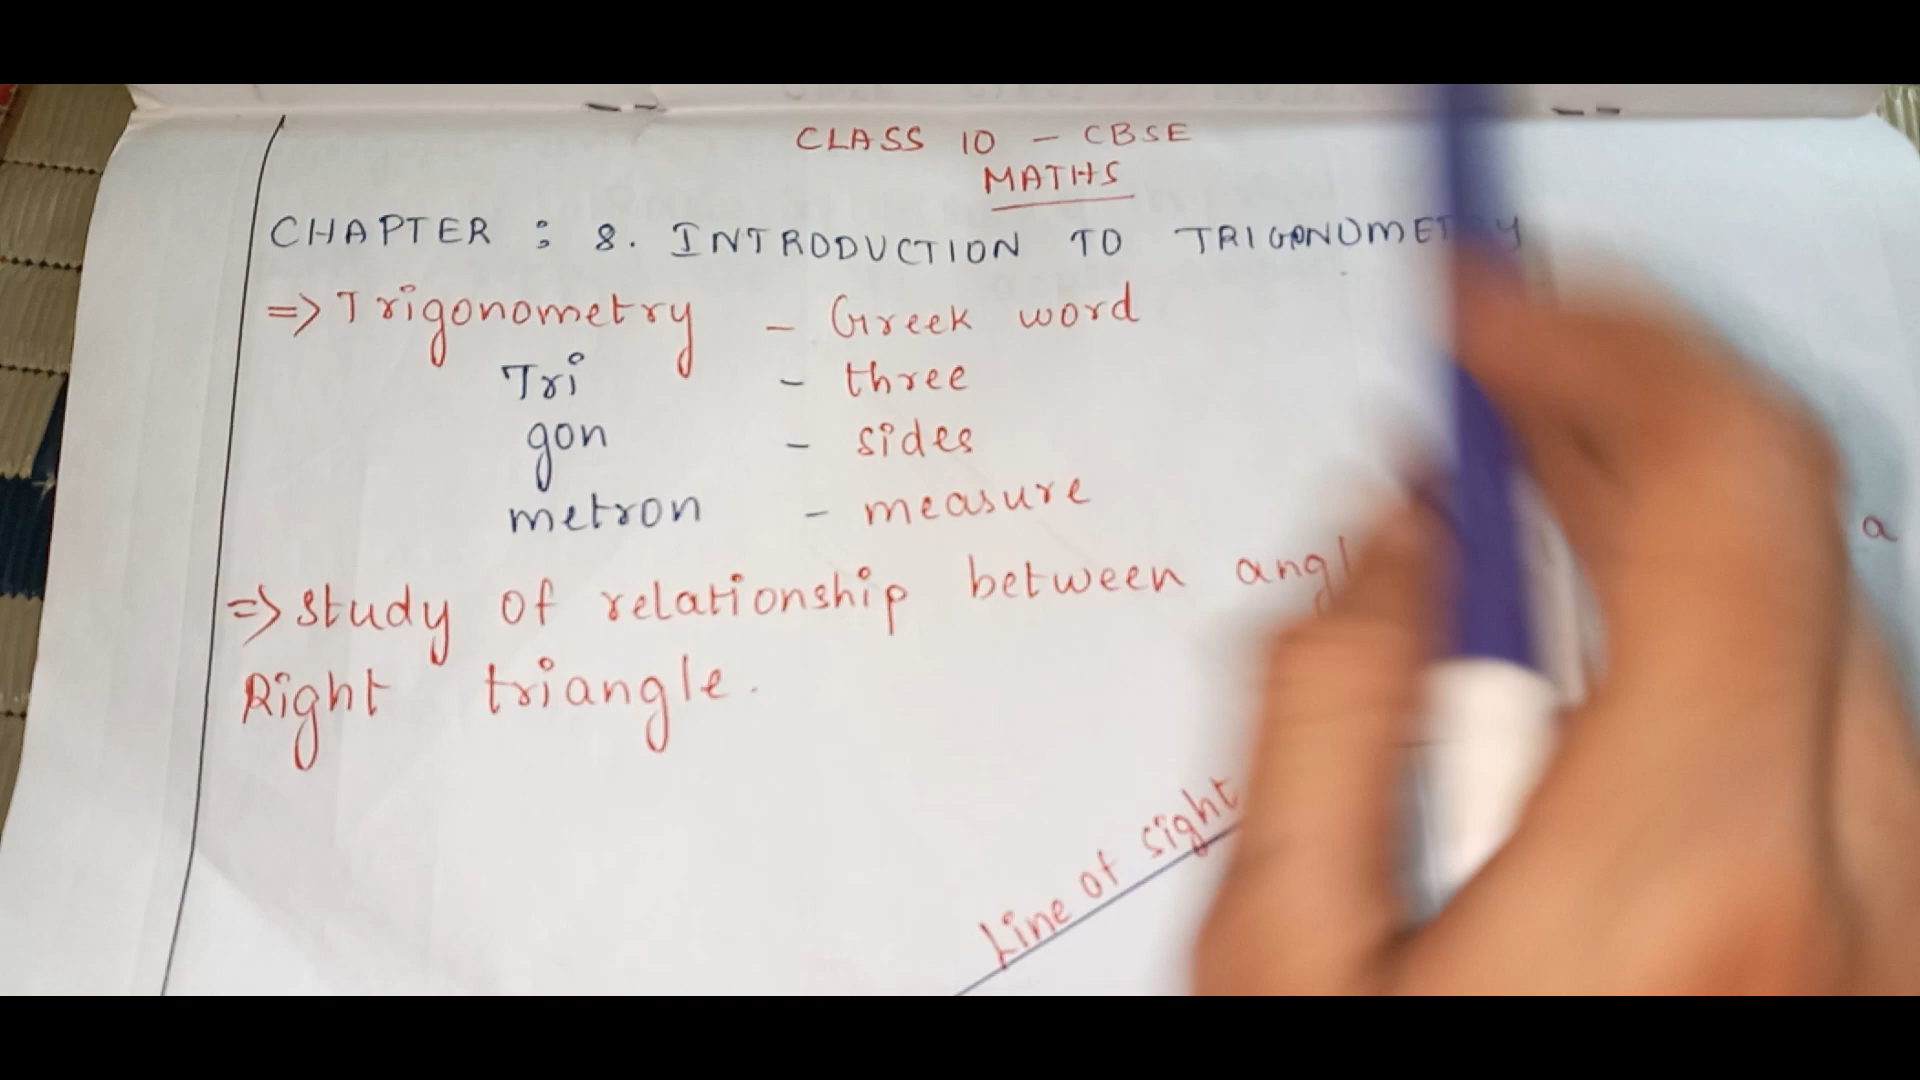 CLASS 10 - CBSE
MATHS
CHAPTER : 8. INTRODUCTION TO
=> Trigonometry - Greek word
Tri - three
gon - sides
metron - measure
=> study of relationship between a
Right triangle.
Line of sight